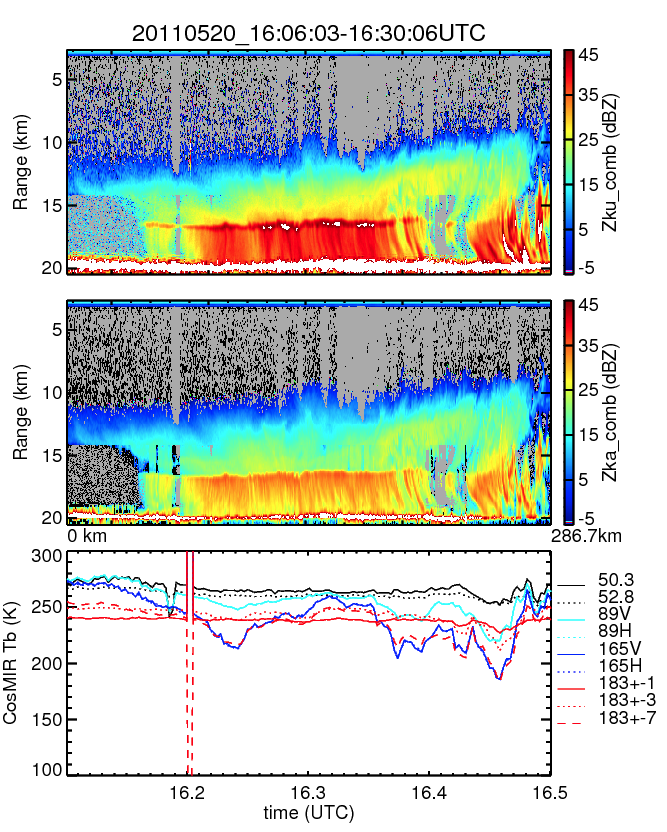 20110520_16:06:03-16:30:06UTC
Range (km)
5
10
15
20
45
35
25
15
5
-5
Zku_comb (dBZ)
Range (km)
5
10
15
20
45
35
25
15
5
-5
Zka_comb (dBZ)
0 km
286.7km
CosMIR Tb (K)
300
250
200
150
100
50.3
52.8
89V
89H
165V
165H
183+-1
183+-3
183+-7
16.2
16.3
16.4
16.5
time (UTC)